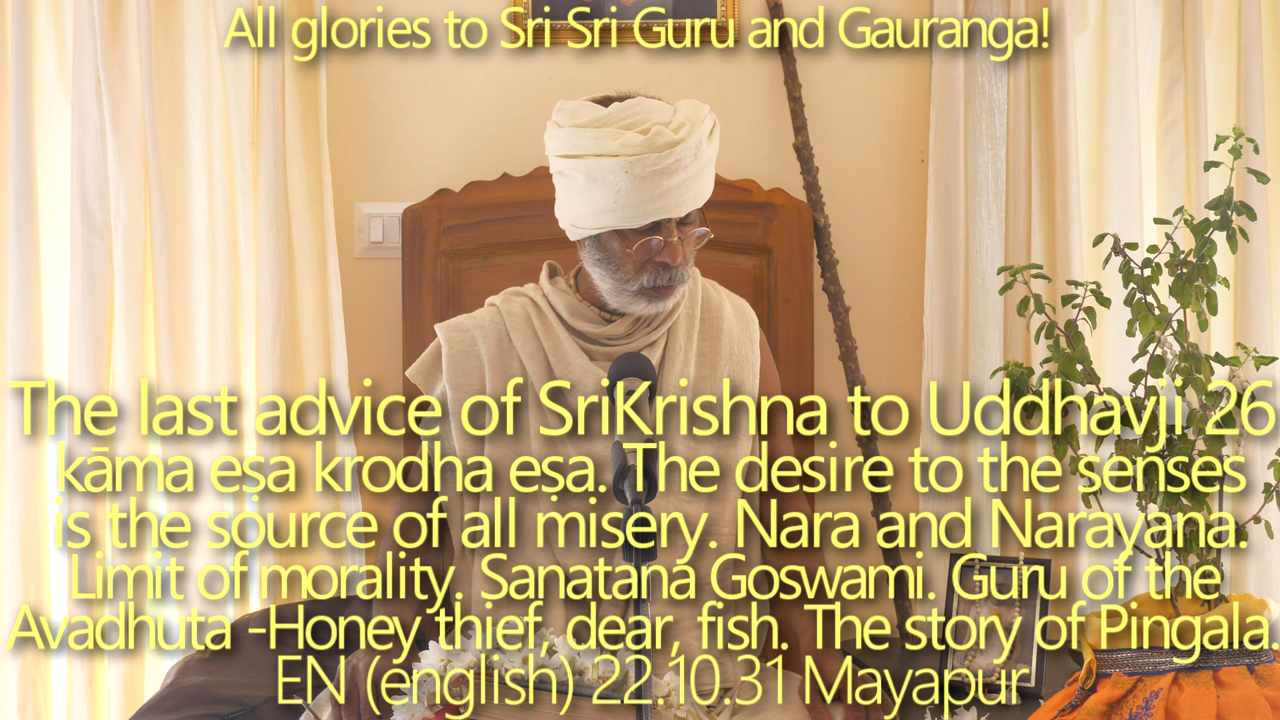 All glories to Sri Sri Guru and Gauranga!
The last advice of SriKrishna to Uddhavji 26
kāma eṣa krodha eṣa. The desire to the senses
is the source of all misery. Nara and Narayana.
Limit of morality. Sanatana Goswami. Guru of the
Avadhuta -Honey thief, dear, fish. The story of Pingala.
EN (english) 22.10.31 Mayapur